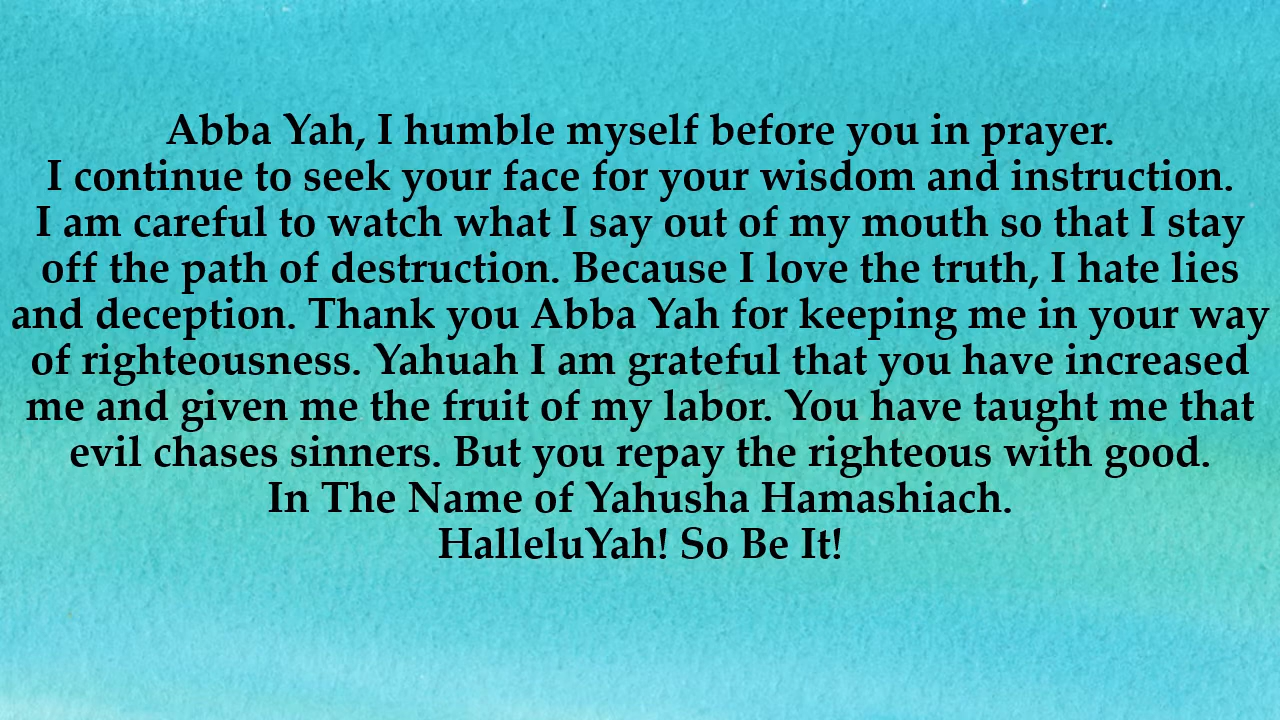 Abba Yah, I humble myself before you in prayer.
I continue to seek your face for your wisdom and instruction.
I am careful to watch what I say out of my mouth so that I stay
off the path of destruction. Because I love the truth, I hate lies
and deception. Thank you Abba Yah for keeping me in your way
of righteousness. Yahuah I am grateful that you have increased
me and given me the fruit of my labor. You have taught me that
evil chases sinners. But you repay the righteous with good.
In The Name of Yahusha Hamashiach.
HalleluYah! So Be It!